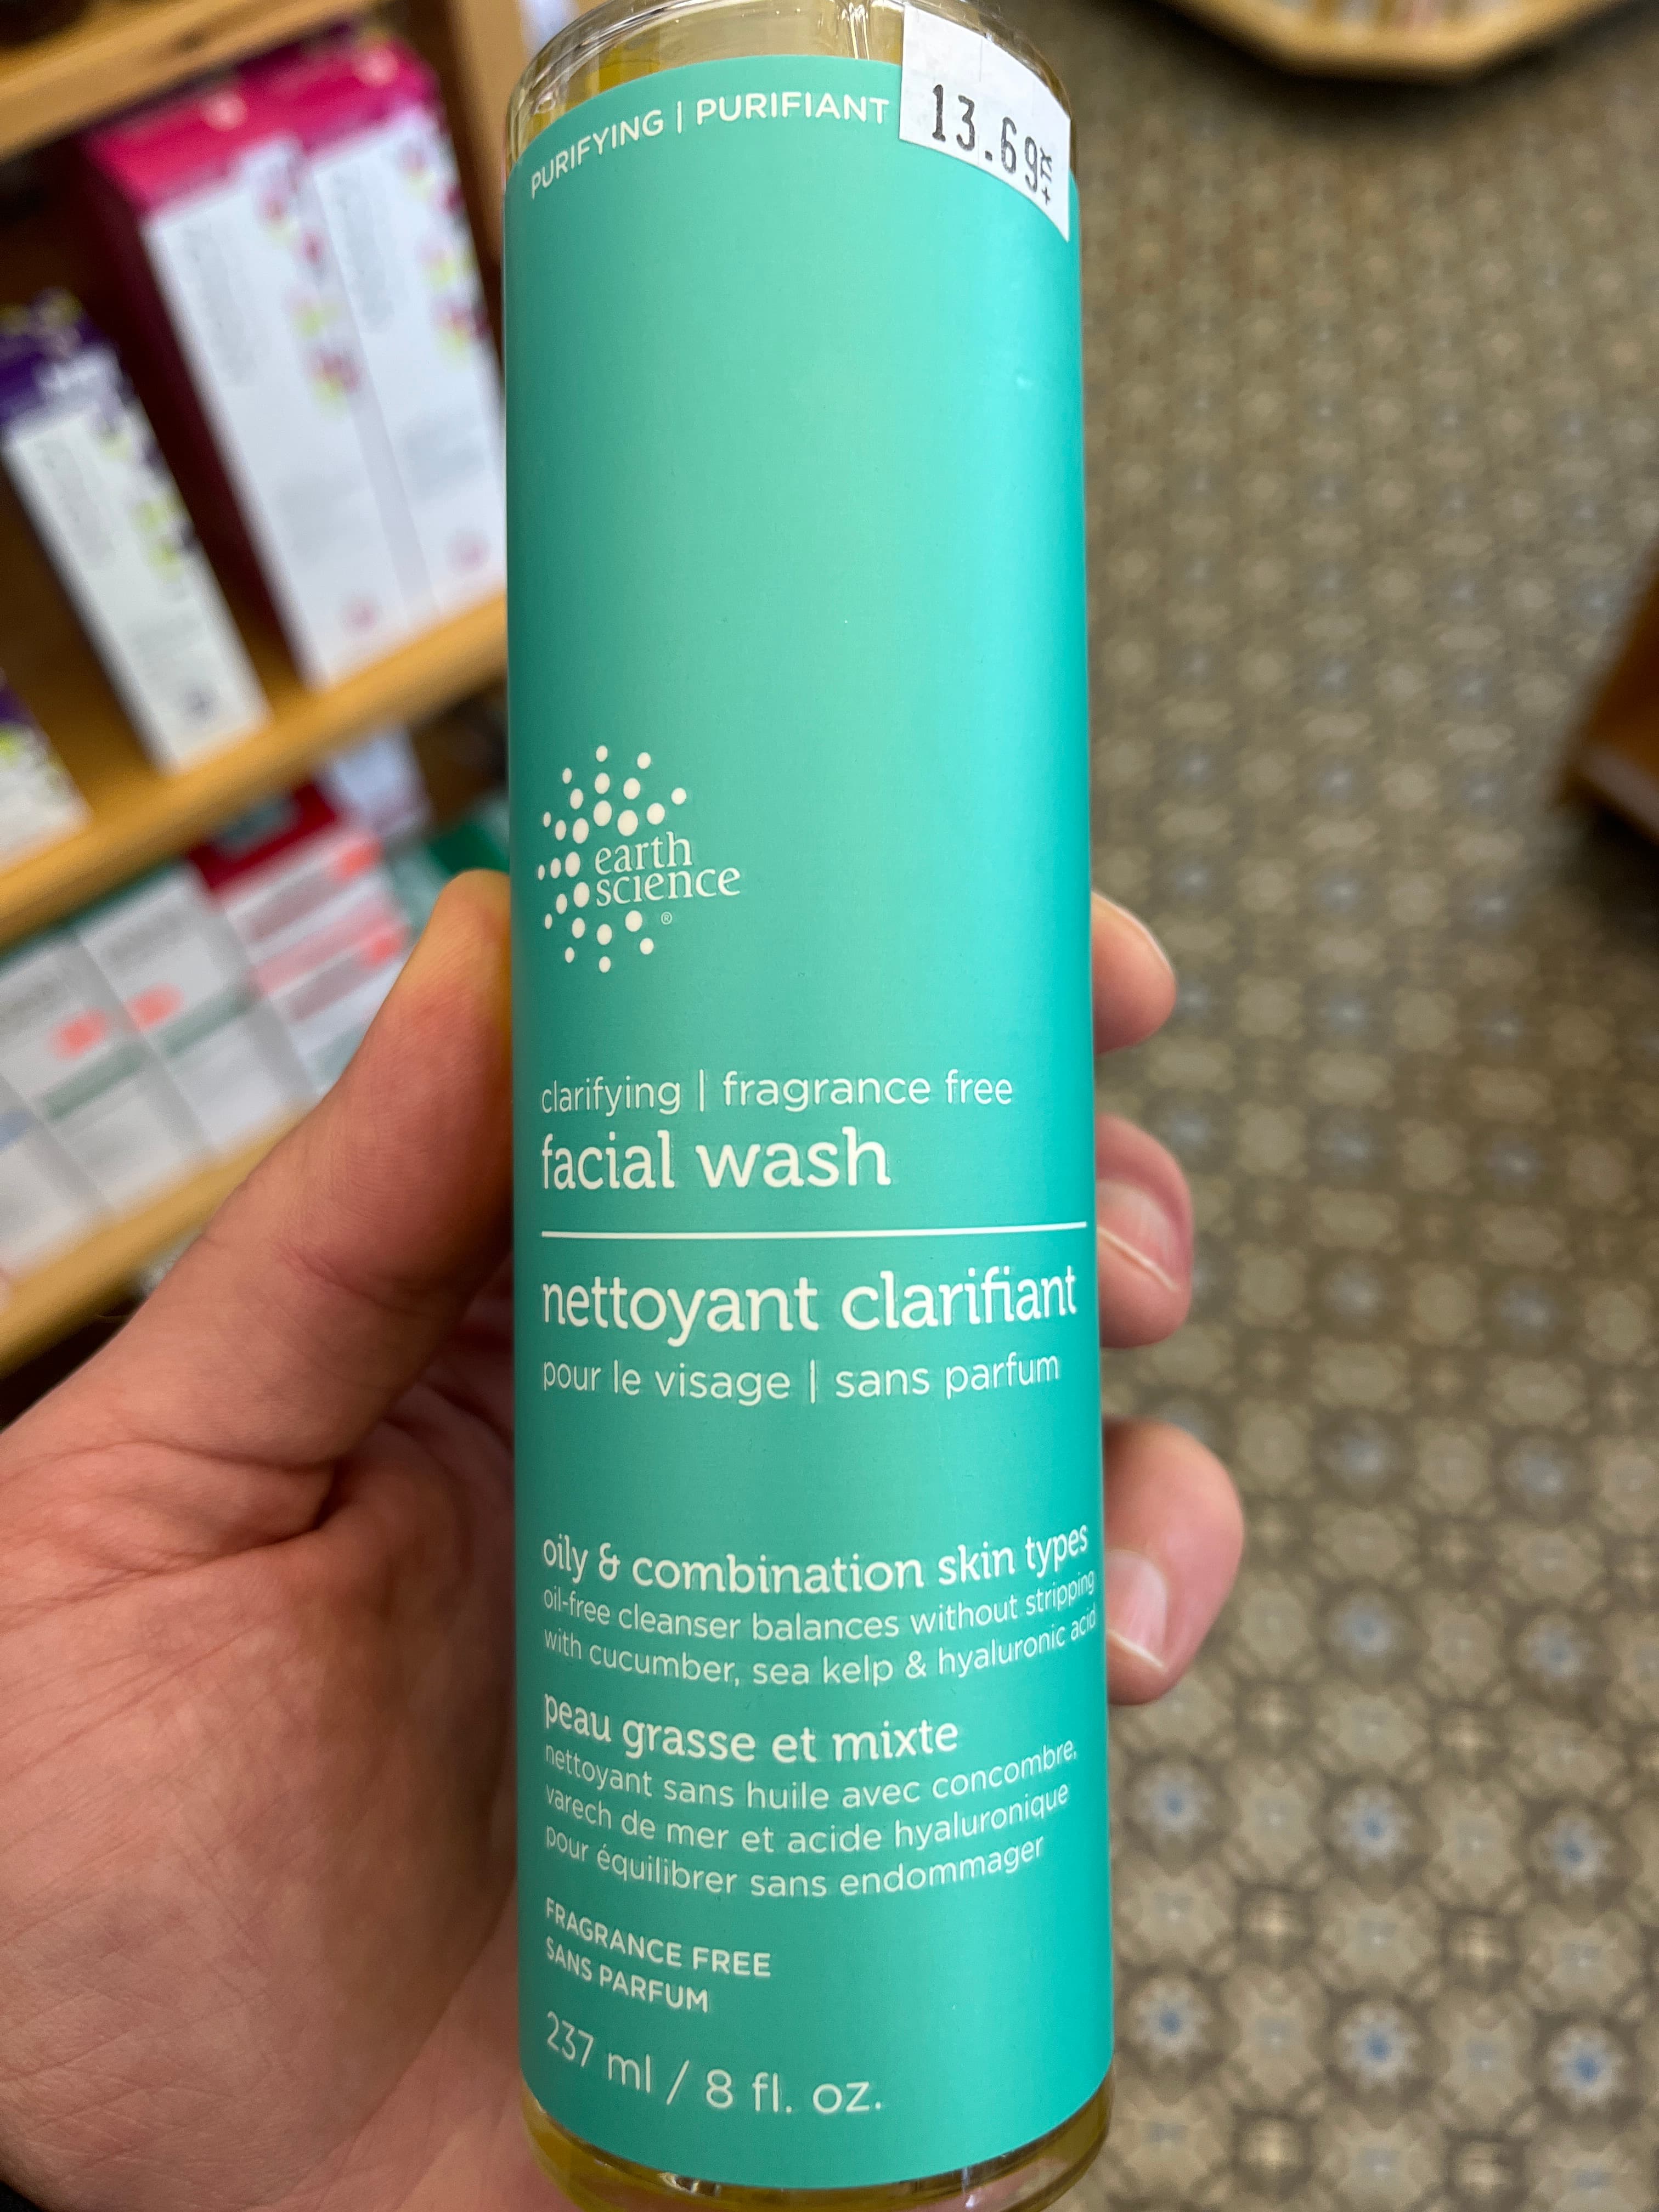 PURIFYING | PURIFIANT
13.69
earth
science
®
clarifying | fragrance free
facial wash
nettoyant clarifiant
pour le visage | sans parfum
oily & combination skin types
oil-free cleanser balances without stripping
with cucumber, sea kelp & hyaluronic acid
peau grasse et mixte
nettoyant sans huile avec concombre,
varech de mer et acide hyaluronique
pour équilibrer sans endommager
FRAGRANCE FREE
SANS PARFUM
237 ml / 8 fl. oz.